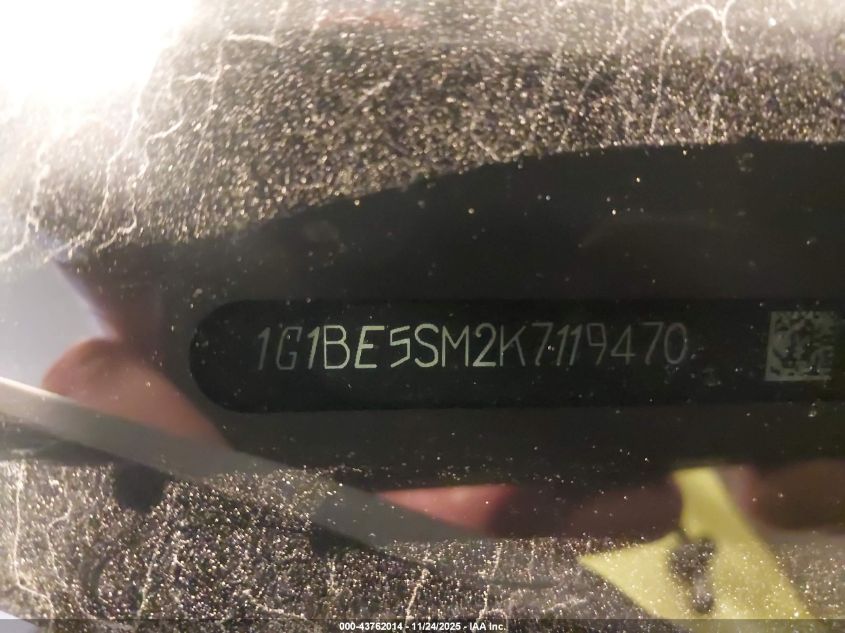 1G1BE5SM2K7119470
000-43762014 - 11/24/2025 - IAA Inc.